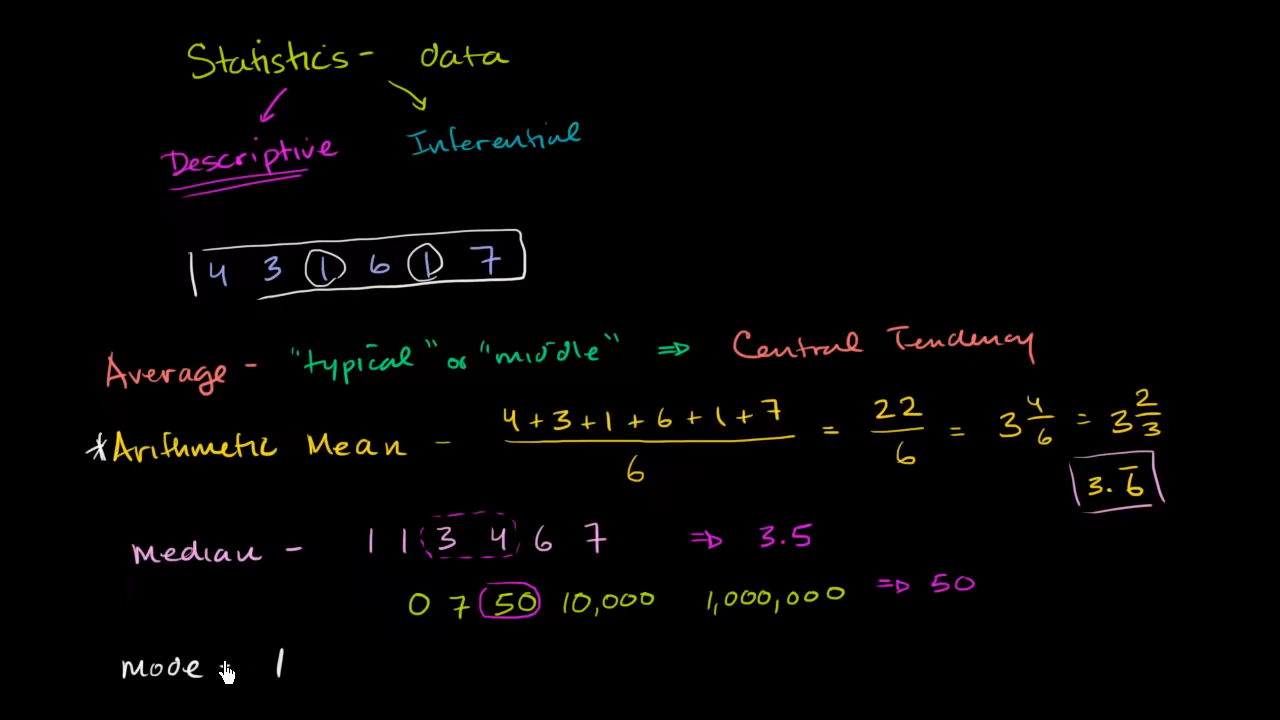 Statistics - data
Descriptive Inferential
4 3 1 6 1 7
Average - "typical" or "middle" ⇒ Central Tendency
*Arithmetic Mean - 4+3+1+6+1+7 / 6 = 22/6 = 3 4/6 = 3 2/3
3.6̅
Median - 1 1 3 4 6 7 ⇒ 3.5
0 7 50 10,000 1,000,000 ⇒ 50
Mode - 1